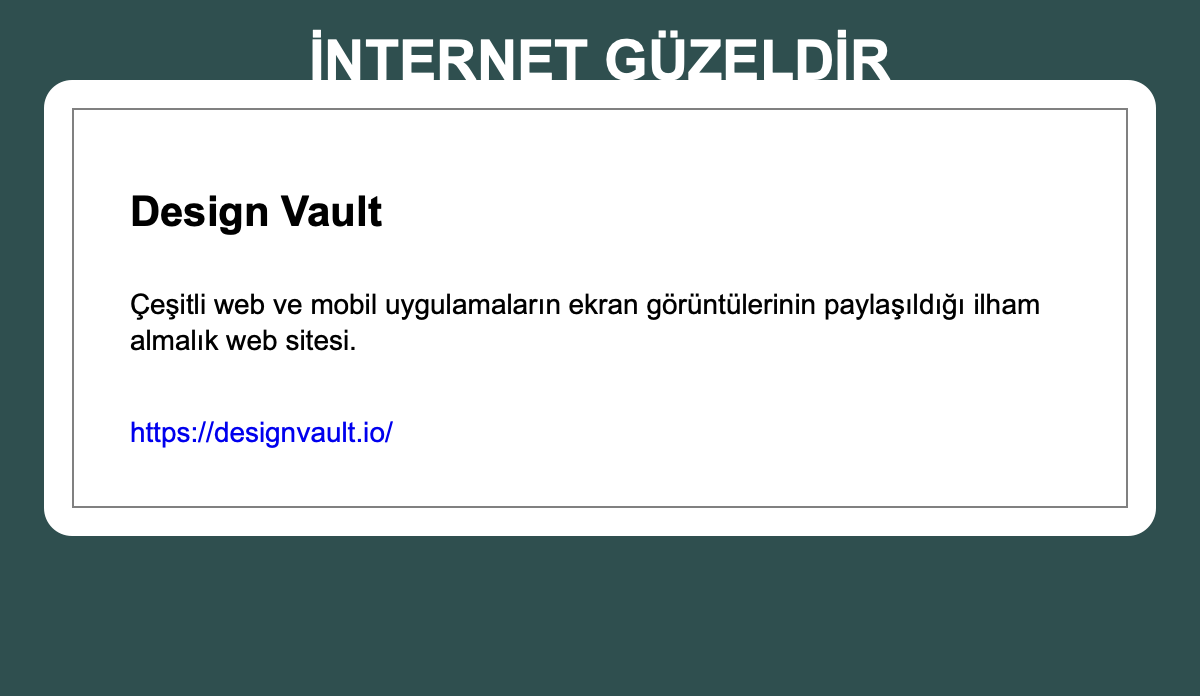 İNTERNET GÜZELDİR
Design Vault
Çeşitli web ve mobil uygulamaların ekran görüntülerinin paylaşıldığı ilham
almalık web sitesi.
https://designvault.io/